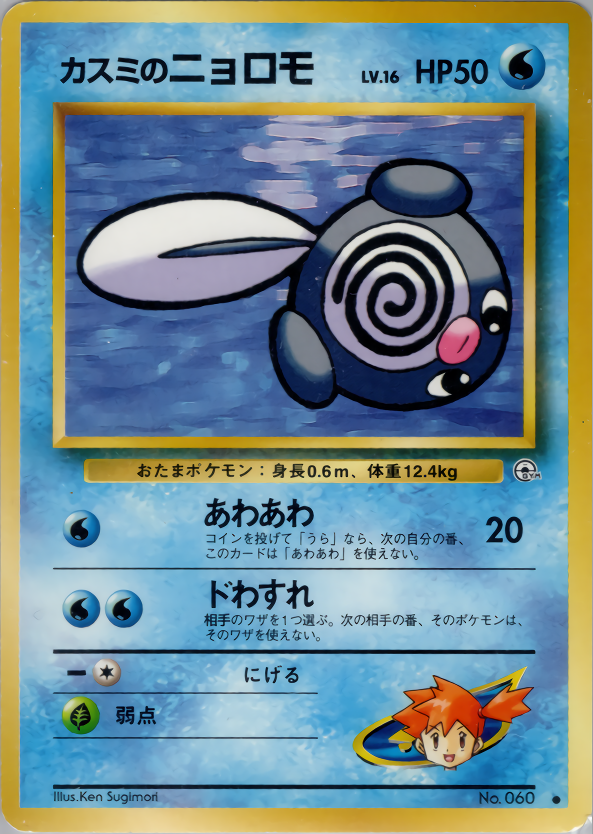 カスミのニョロモ LV.16 HP50
おたまポケモン：身長0.6m、体重12.4kg
GYM
あわあわ 20
コインを投げて「うら」なら、次の自分の番、
このカードは「あわあわ」を使えない。
ドわすれ
相手のワザを1つ選ぶ。次の相手の番、そのポケモンは、
そのワザを使えない。
− にげる
弱点
Illus.Ken Sugimori No. 060 ●